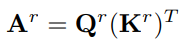 A^r = Q^r(K^r)^T